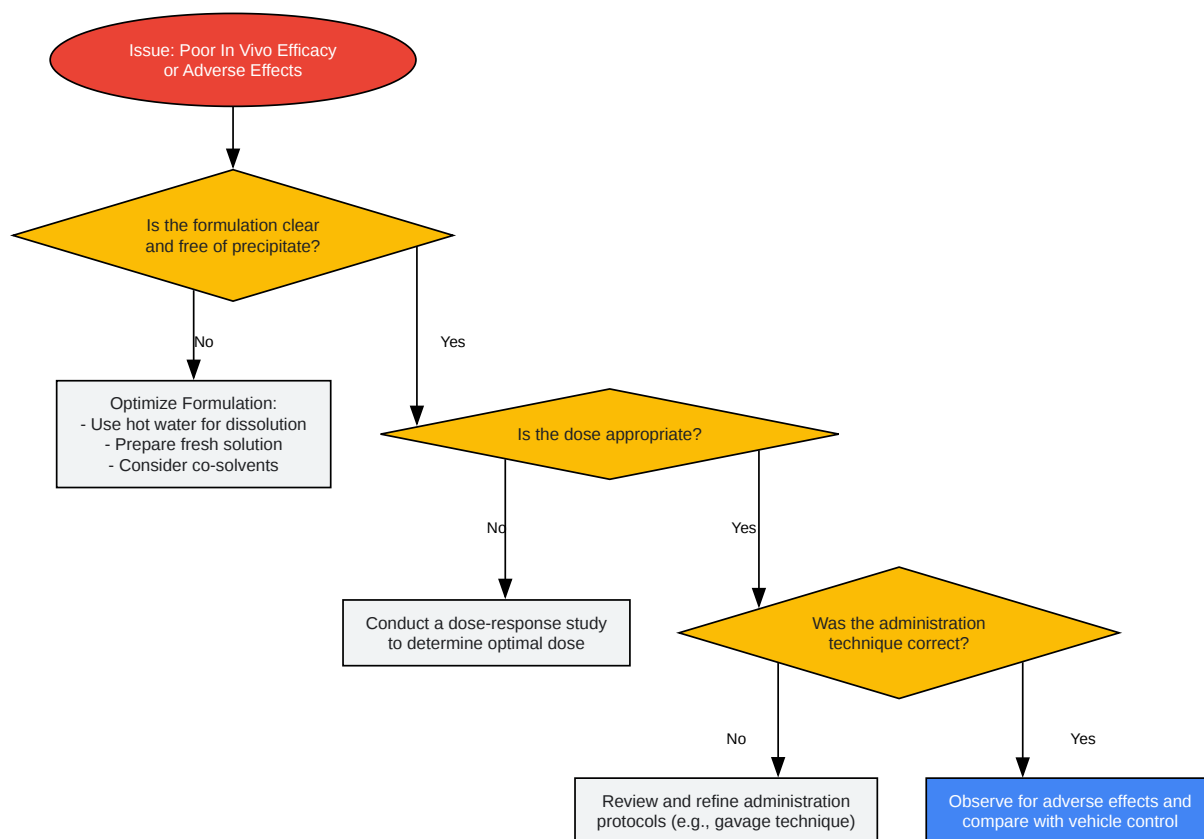 Issue: Poor In Vivo Efficacy
or Adverse Effects
Is the formulation clear
and free of precipitate?
No
Yes
Optimize Formulation:
- Use hot water for dissolution
- Prepare fresh solution
- Consider co-solvents
Is the dose appropriate?
No
Yes
Conduct a dose-response study
to determine optimal dose
Was the administration
technique correct?
No
Yes
Review and refine administration
protocols (e.g., gavage technique)
Observe for adverse effects and
compare with vehicle control